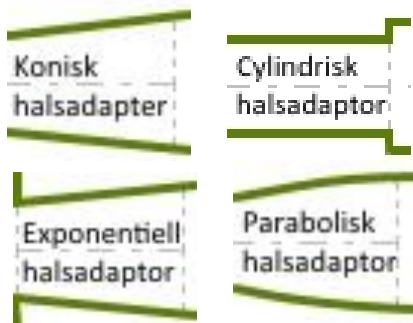 Konisk
halsadapter
Cylindrisk
halsadaptor
Exponentiell
halsadaptor
Parabolisk
halsadaptor